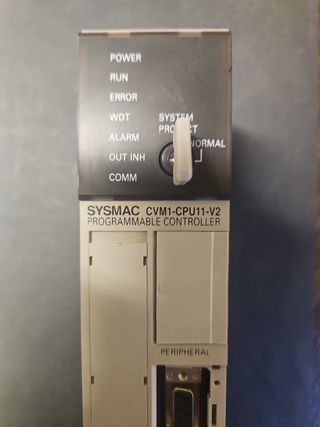 POWER
RUN
ERROR
WDT
SYSTEM
PROTECT
ALARM
NORMAL
OUT INH
COMM
SYSMAC CVM1-CPU11-V2
PROGRAMMABLE CONTROLLER
PERIPHERAL